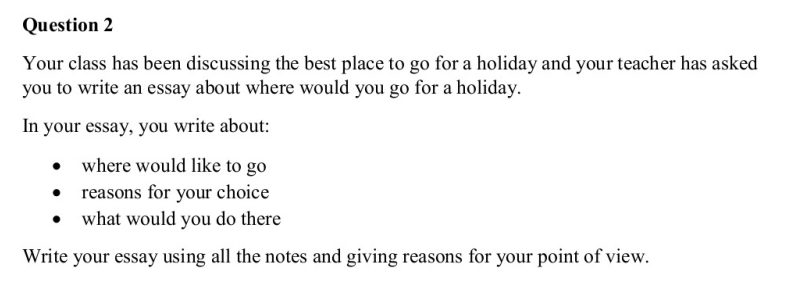 Question 2
Your class has been discussing the best place to go for a holiday and your teacher has asked
you to write an essay about where would you go for a holiday.
In your essay, you write about:
• where would like to go
• reasons for your choice
• what would you do there
Write your essay using all the notes and giving reasons for your point of view.